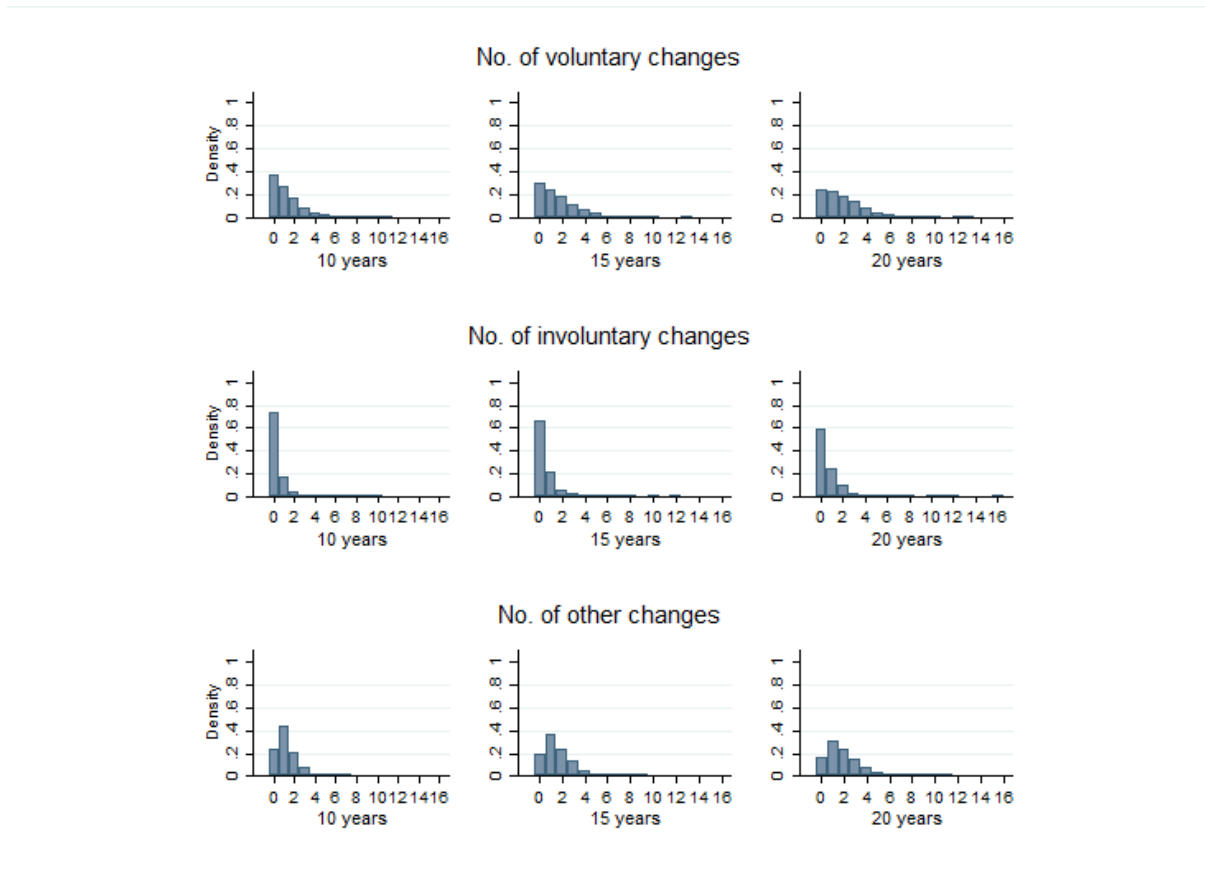 No. of voluntary changes
Density
0 .2 .4 .6 .8 1
0 2 4 6 8 10 12 14 16
10 years
0 .2 .4 .6 .8 1
0 2 4 6 8 10 12 14 16
15 years
0 .2 .4 .6 .8 1
0 2 4 6 8 10 12 14 16
20 years
No. of involuntary changes
Density
0 .2 .4 .6 .8 1
0 2 4 6 8 10 12 14 16
10 years
0 .2 .4 .6 .8 1
0 2 4 6 8 10 12 14 16
15 years
0 .2 .4 .6 .8 1
0 2 4 6 8 10 12 14 16
20 years
No. of other changes
Density
0 .2 .4 .6 .8 1
0 2 4 6 8 10 12 14 16
10 years
0 .2 .4 .6 .8 1
0 2 4 6 8 10 12 14 16
15 years
0 .2 .4 .6 .8 1
0 2 4 6 8 10 12 14 16
20 years